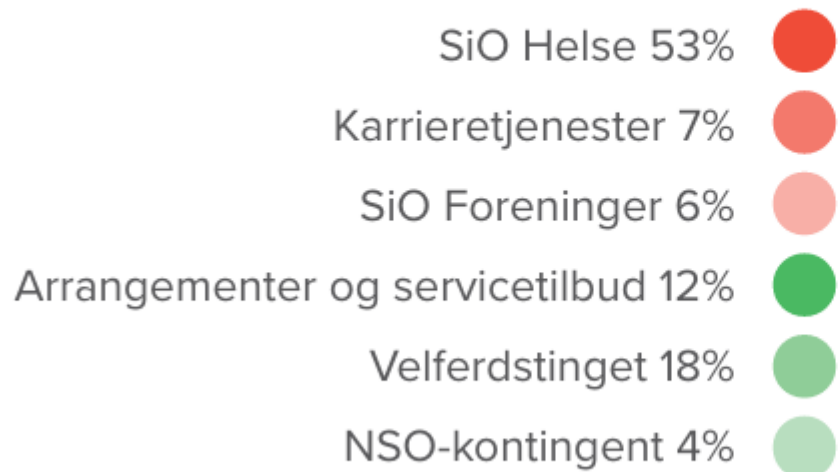 SiO Helse 53%
Karrieretjenester 7%
SiO Foreninger 6%
Arrangementer og servicetilbud 12%
Velferdstinget 18%
NSO-kontingent 4%